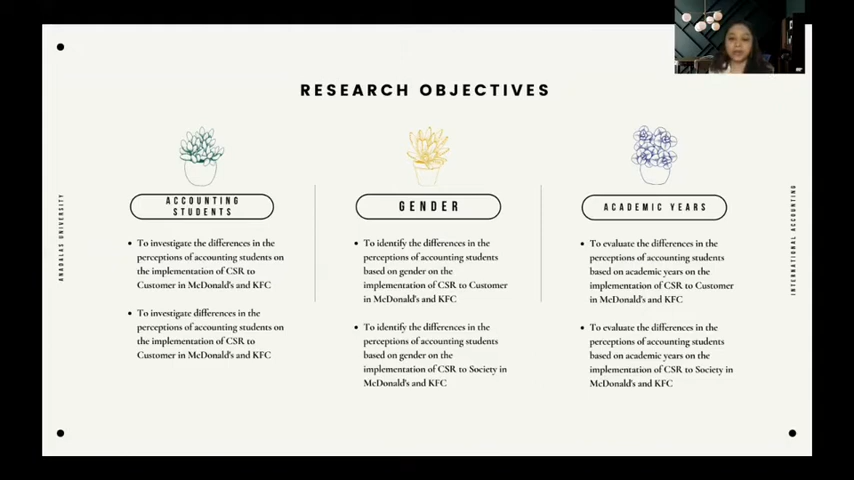 RESEARCH OBJECTIVES
ANADALAS UNIVERSITY
ACCOUNTING
STUDENTS
To investigate the differences in the
perceptions of accounting students on
the implementation of CSR to
Customer in McDonald's and KFC
To investigate differences in the
perceptions of accounting students on
the implementation of CSR to
Customer in McDonald's and KFC
GENDER
To identify the differences in the
perceptions of accounting students
based on gender on the
implementation of CSR to Customer
in McDonald's and KFC
To identify the differences in the
perceptions of accounting students
based on gender on the
implementation of CSR to Society in
McDonald's and KFC
ACADEMIC YEARS
To evaluate the differences in the
perceptions of accounting students
based on academic years on the
implementation of CSR to Customer
in McDonald's and KFC
To evaluate the differences in the
perceptions of accounting students
based on academic years on the
implementation of CSR to Society in
McDonald's and KFC
INTERNATIONAL ACCOUNTING